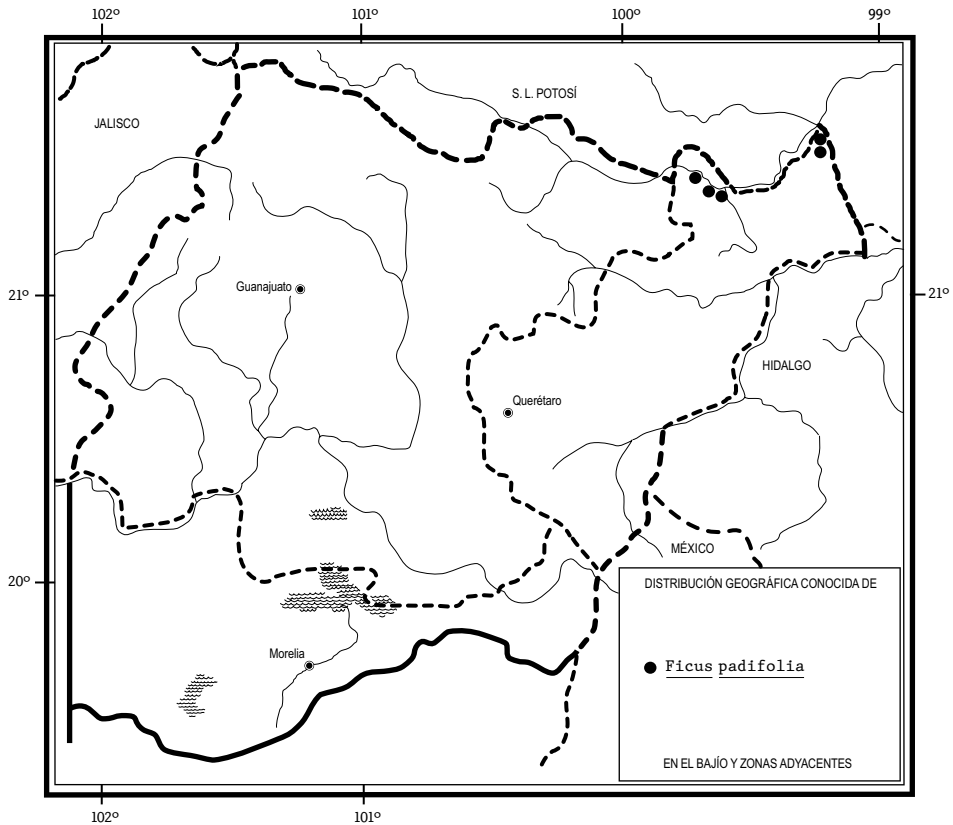 102º 101º 100º 99º
S. L. POTOSÍ
JALISCO
Guanajuato
21º 21º
HIDALGO
Querétaro
MÉXICO
20º
DISTRIBUCIÓN GEOGRÁFICA CONOCIDA DE
Morelia
Ficus padifolia
EN EL BAJÍO Y ZONAS ADYACENTES
102º 101º